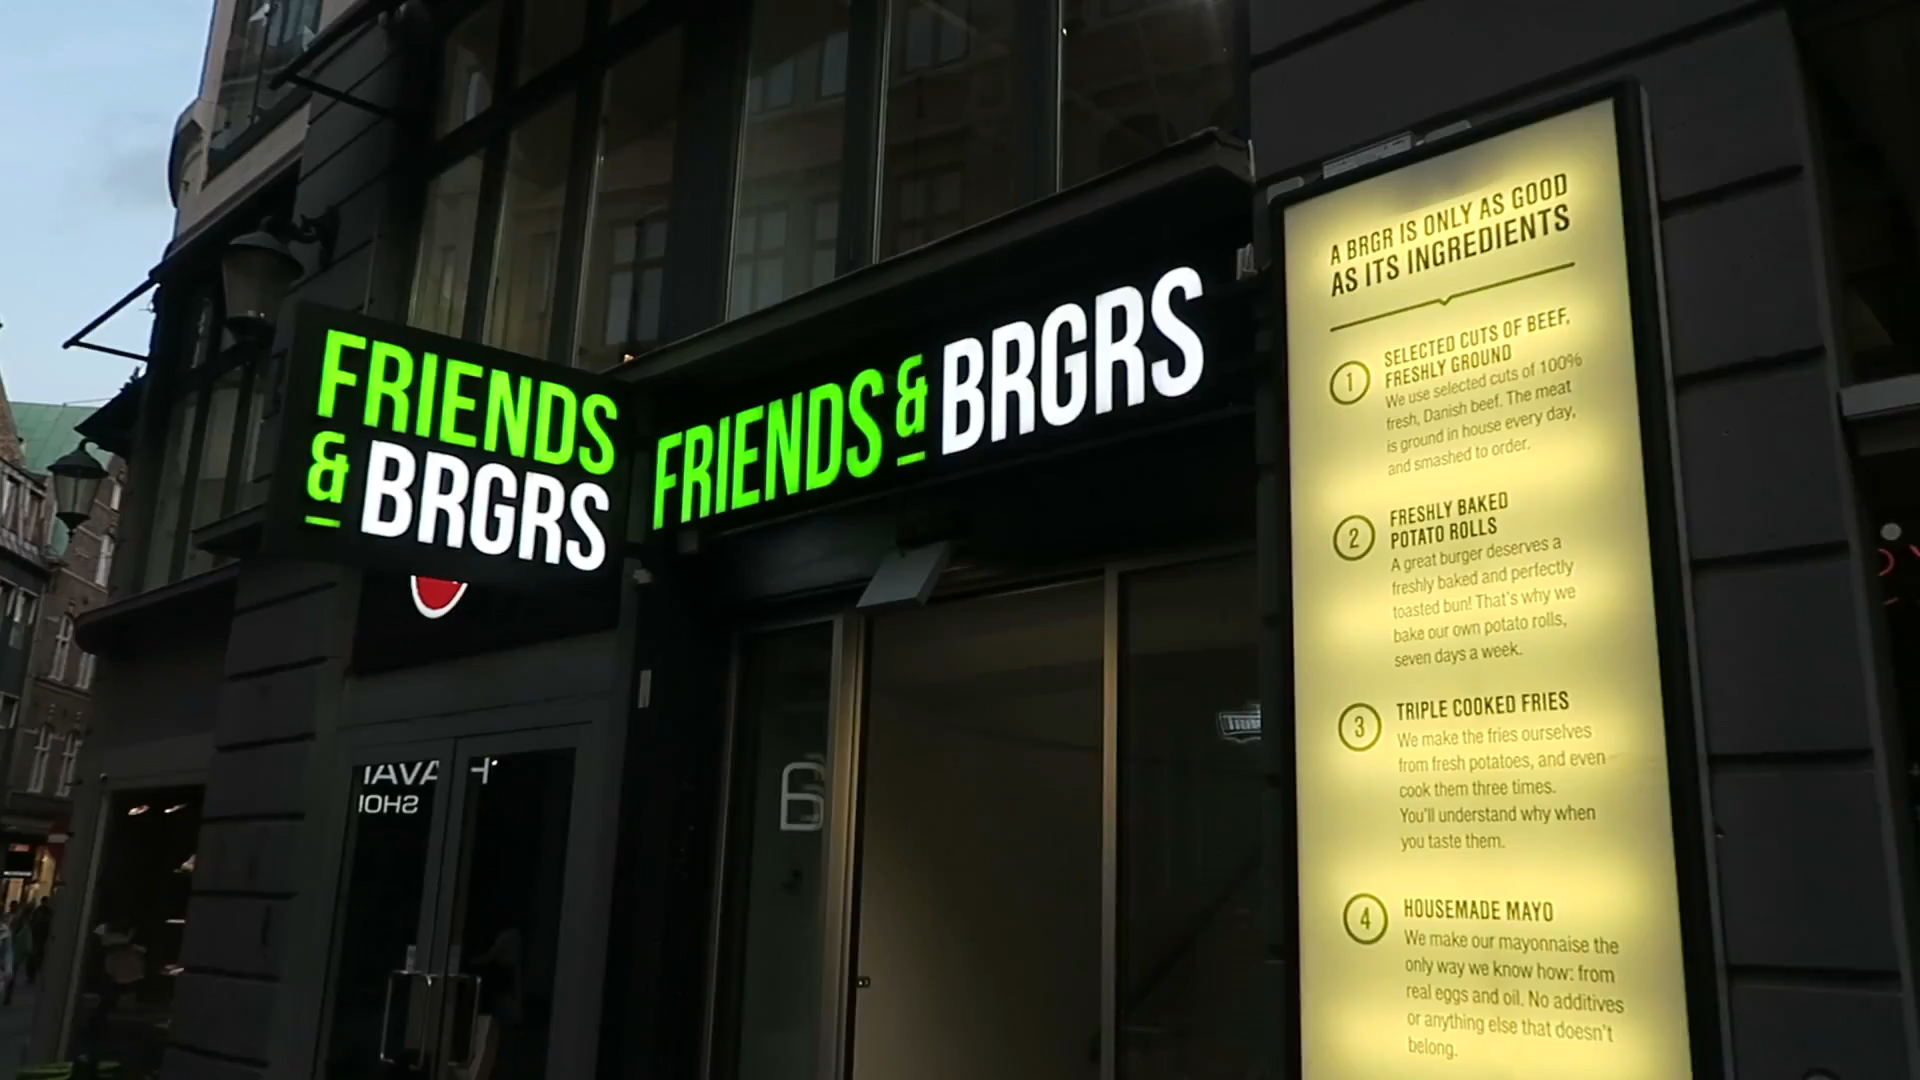 FRIENDS
& BRGRS
FRIENDS & BRGRS
A BRGR IS ONLY AS GOOD
AS ITS INGREDIENTS
1
SELECTED CUTS OF BEEF,
FRESHLY GROUND
We use selected cuts of 100%
fresh, Danish beef. The meat
is ground in house every day,
and smashed to order.
2
FRESHLY BAKED
POTATO ROLLS
A great burger deserves a
freshly baked and perfectly
toasted bun! That's why we
bake our own potato rolls,
seven days a week.
3
TRIPLE COOKED FRIES
We make the fries ourselves
from fresh potatoes, and even
cook them three times.
You'll understand why when
you taste them.
4
HOUSEMADE MAYO
We make our mayonnaise the
only way we know how: from
real eggs and oil. No additives
or anything else that doesn't
belong.